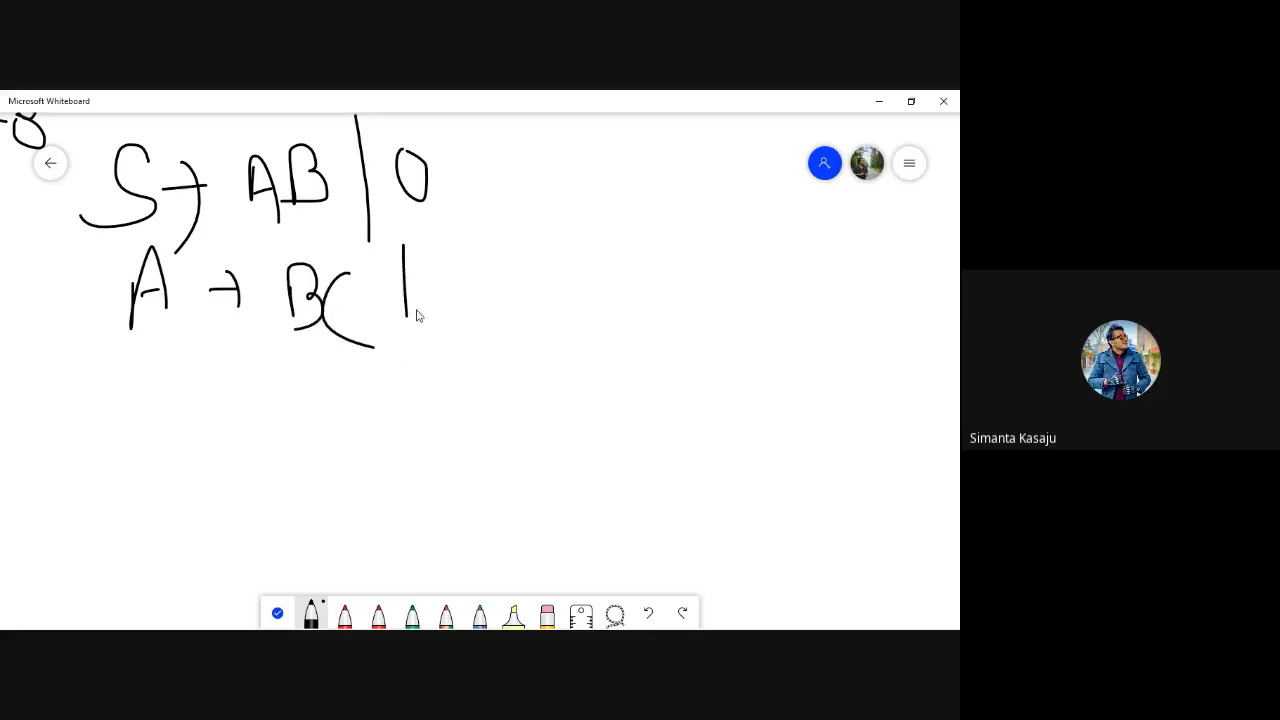 Microsoft Whiteboard
S → AB | 0
A → BC |
Simanta Kasaju